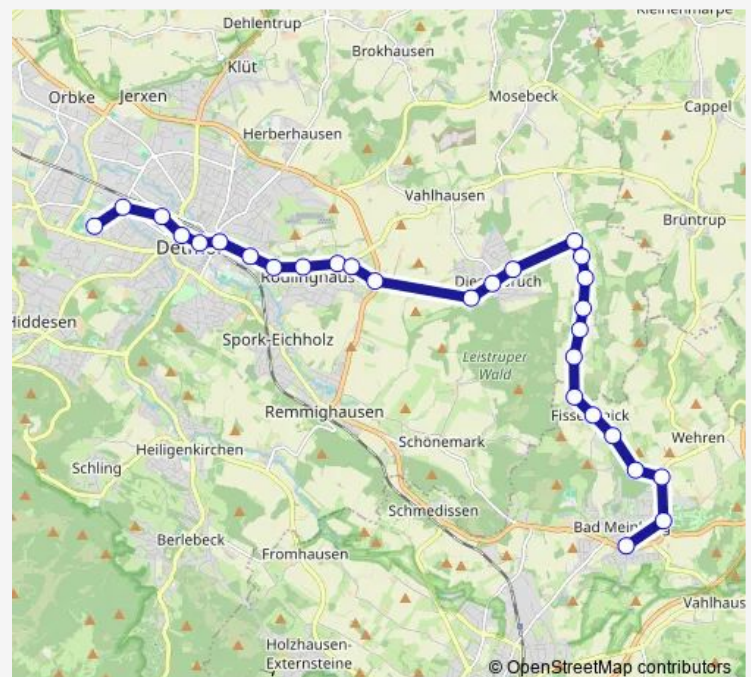 Dehlentrup
Brokhausen
Klüt
Orbke
Jerxen
Mosebeck
Cappel
Herberhausen
Vahlhausen
Brüntrup
Hiddesen
Spork-Eichholz
Leistruper
Wald
Remmighausen
Schönemark
Wehren
Heiligenkirchen
Schling
Schmedissen
Berlebeck
Fromhausen
Vahlhaus
Holzhausen-
Externsteine
© OpenStreetMap contributors